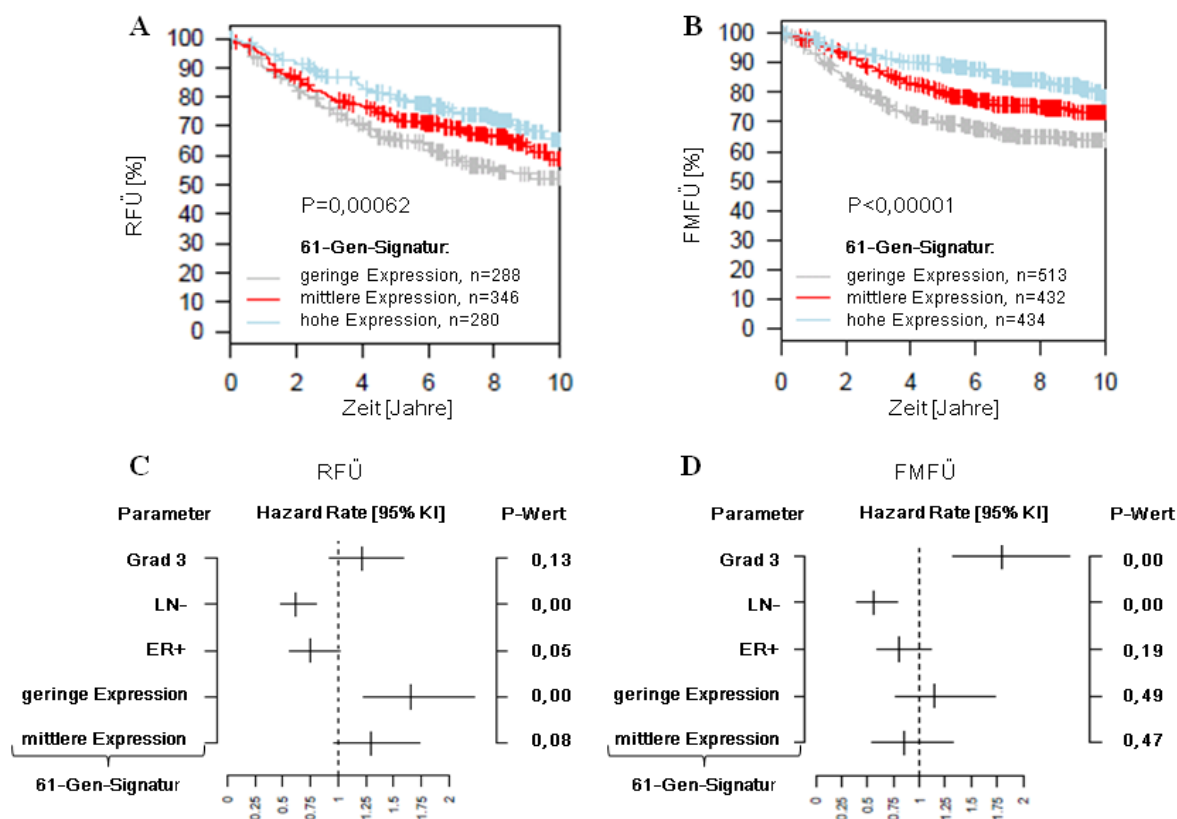 A
100
90
80
70
60
50
40
30
20
10
0
RFÜ [%]
P=0,00062
61-Gen-Signatur:
geringe Expression, n=288
mittlere Expression, n=346
hohe Expression, n=280
0 2 4 6 8 10
Zeit [Jahre]
B
100
90
80
70
60
50
40
30
20
10
0
FMFÜ [%]
P<0,00001
61-Gen-Signatur:
geringe Expression, n=513
mittlere Expression, n=432
hohe Expression, n=434
0 2 4 6 8 10
Zeit [Jahre]
C RFÜ
Parameter Hazard Rate [95% KI] P-Wert
Grad 3 0,13
LN- 0,00
ER+ 0,05
geringe Expression 0,00
mittlere Expression 0,08
61-Gen-Signatur
0 0.25 0.5 0.75 1 1.25 1.5 1.75 2
D FMFÜ
Parameter Hazard Rate [95% KI] P-Wert
Grad 3 0,00
LN- 0,00
ER+ 0,19
geringe Expression 0,49
mittlere Expression 0,47
61-Gen-Signatur
0 0.25 0.5 0.75 1 1.25 1.5 1.75 2